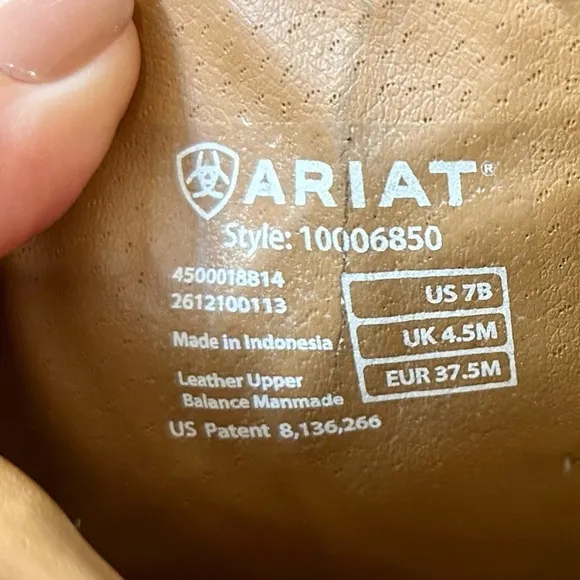 ARIAT®
Style: 10006850
4500018814
2612100113
Made in Indonesia
Leather Upper
Balance Manmade
US Patent 8,136,266
US 7B
UK 4.5M
EUR 37.5M